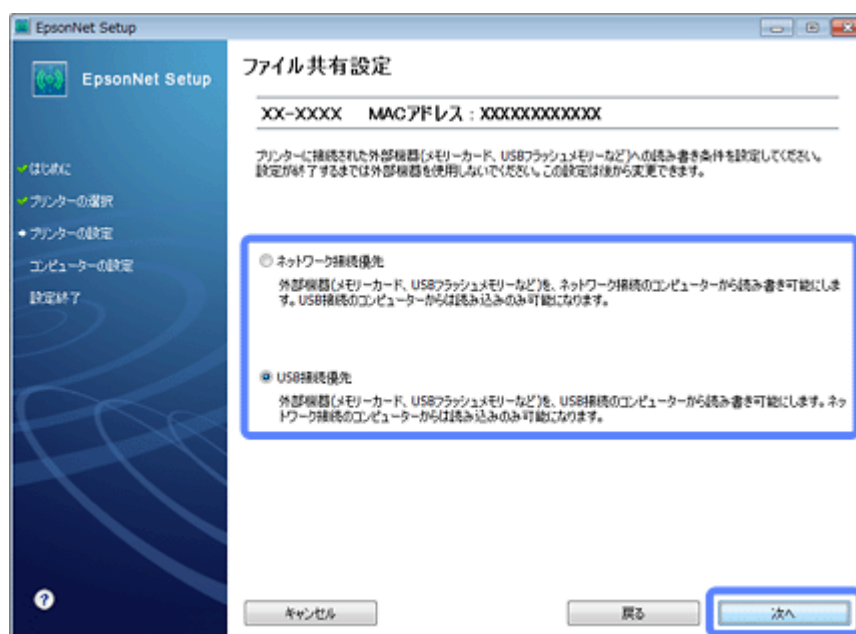 EpsonNet Setup
EpsonNet Setup
はじめに
プリンターの選択
プリンターの設定
コンピューターの設定
設定終了
ファイル共有設定
XX-XXXX MACアドレス : XXXXXXXXXXXX
プリンターに接続された外部機器(メモリーカード、USBフラッシュメモリーなど)への読み書き条件を設定してください。
設定が終了するまでは外部機器を使用しないでください。この設定は後から変更できます。
ネットワーク接続優先
外部機器(メモリーカード、USBフラッシュメモリーなど)を、ネットワーク接続のコンピューターから読み書き可能にしま
す。USB接続のコンピューターからは読み込みのみ可能になります。
USB接続優先
外部機器(メモリーカード、USBフラッシュメモリーなど)を、USB接続のコンピューターから読み書き可能にします。ネッ
トワーク接続のコンピューターからは読み込みのみ可能になります。
?
キャンセル
戻る
次へ